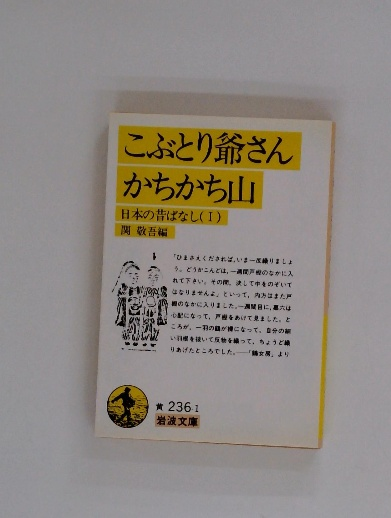 こぶとり爺さん
かちかち山
日本の昔ばなし(Ⅰ)
関 敬吾編
「ひまさえくだされば、いま一反織りましょ
う。どうかこんどは、一週間戸棚のなかに入
れて下さい。その間、決して中をのぞいて
はなりませんよ」といって、内方はまた戸
棚のなかに入りました。一週間目に、嘉六は
心配になって、戸棚をあけて見ました。と
ころが、一羽の鶴が裸になって、自分の細
い羽根を抜いて反物を織って、ちょうど織
りあげたところでした。──「鶴女房」より
黄 236-1
岩波文庫